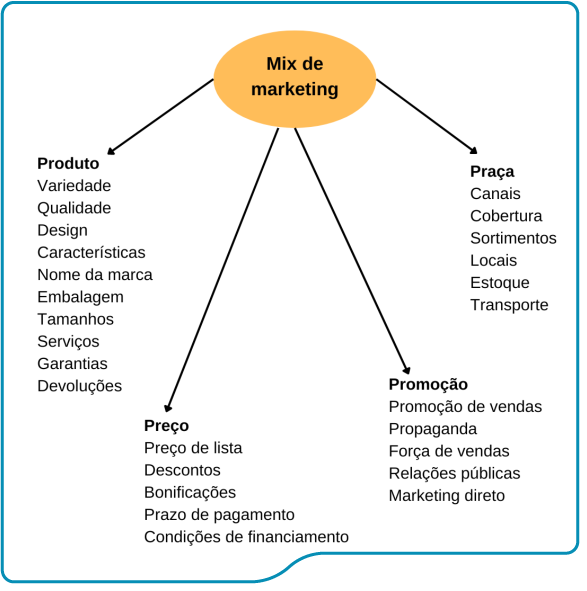 Mix de
marketing
Produto
Variedade
Qualidade
Design
Características
Nome da marca
Embalagem
Tamanhos
Serviços
Garantias
Devoluções
Preço
Preço de lista
Descontos
Bonificações
Prazo de pagamento
Condições de financiamento
Promoção
Promoção de vendas
Propaganda
Força de vendas
Relações públicas
Marketing direto
Praça
Canais
Cobertura
Sortimentos
Locais
Estoque
Transporte